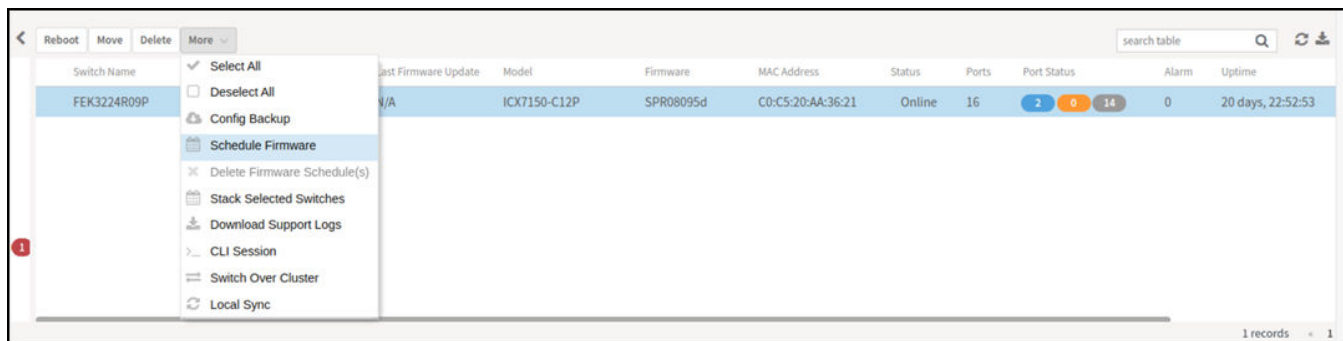 Reboot Move Delete More search table
Switch Name Last Firmware Update Model Firmware MAC Address Status Ports Port Status Alarm Uptime
FEK3224R09P N/A ICX7150-C12P SPR08095d C0:C5:20:AA:36:21 Online 16 2 0 14 0 20 days, 22:52:53
Select All
Deselect All
Config Backup
Schedule Firmware
Delete Firmware Schedule(s)
Stack Selected Switches
Download Support Logs
1
CLI Session
Switch Over Cluster
Local Sync
1 records « 1